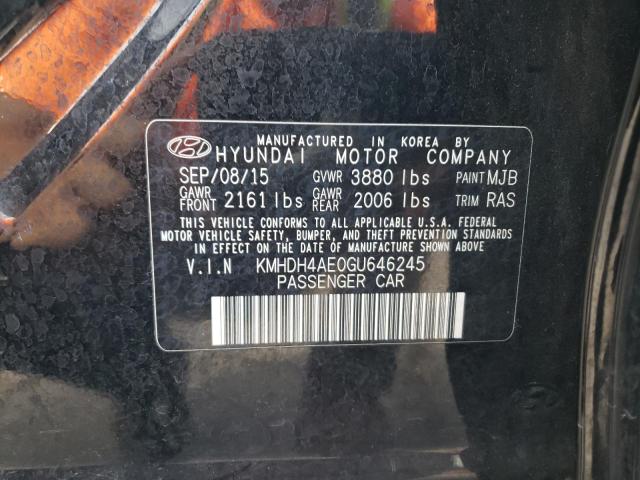 MANUFACTURED IN KOREA BY
HYUNDAI MOTOR COMPANY
SEP/08/15 GVWR 3880 lbs PAINT MJB
GAWR FRONT 2161 lbs GAWR REAR 2006 lbs TRIM RAS
THIS VEHICLE CONFORMS TO ALL APPLICABLE U.S.A. FEDERAL
MOTOR VEHICLE SAFETY, BUMPER, AND THEFT PREVENTION STANDARDS
IN EFFECT ON THE DATE OF MANUFACTURE SHOWN ABOVE.
V.I.N KMHDH4AE0GU646245
PASSENGER CAR